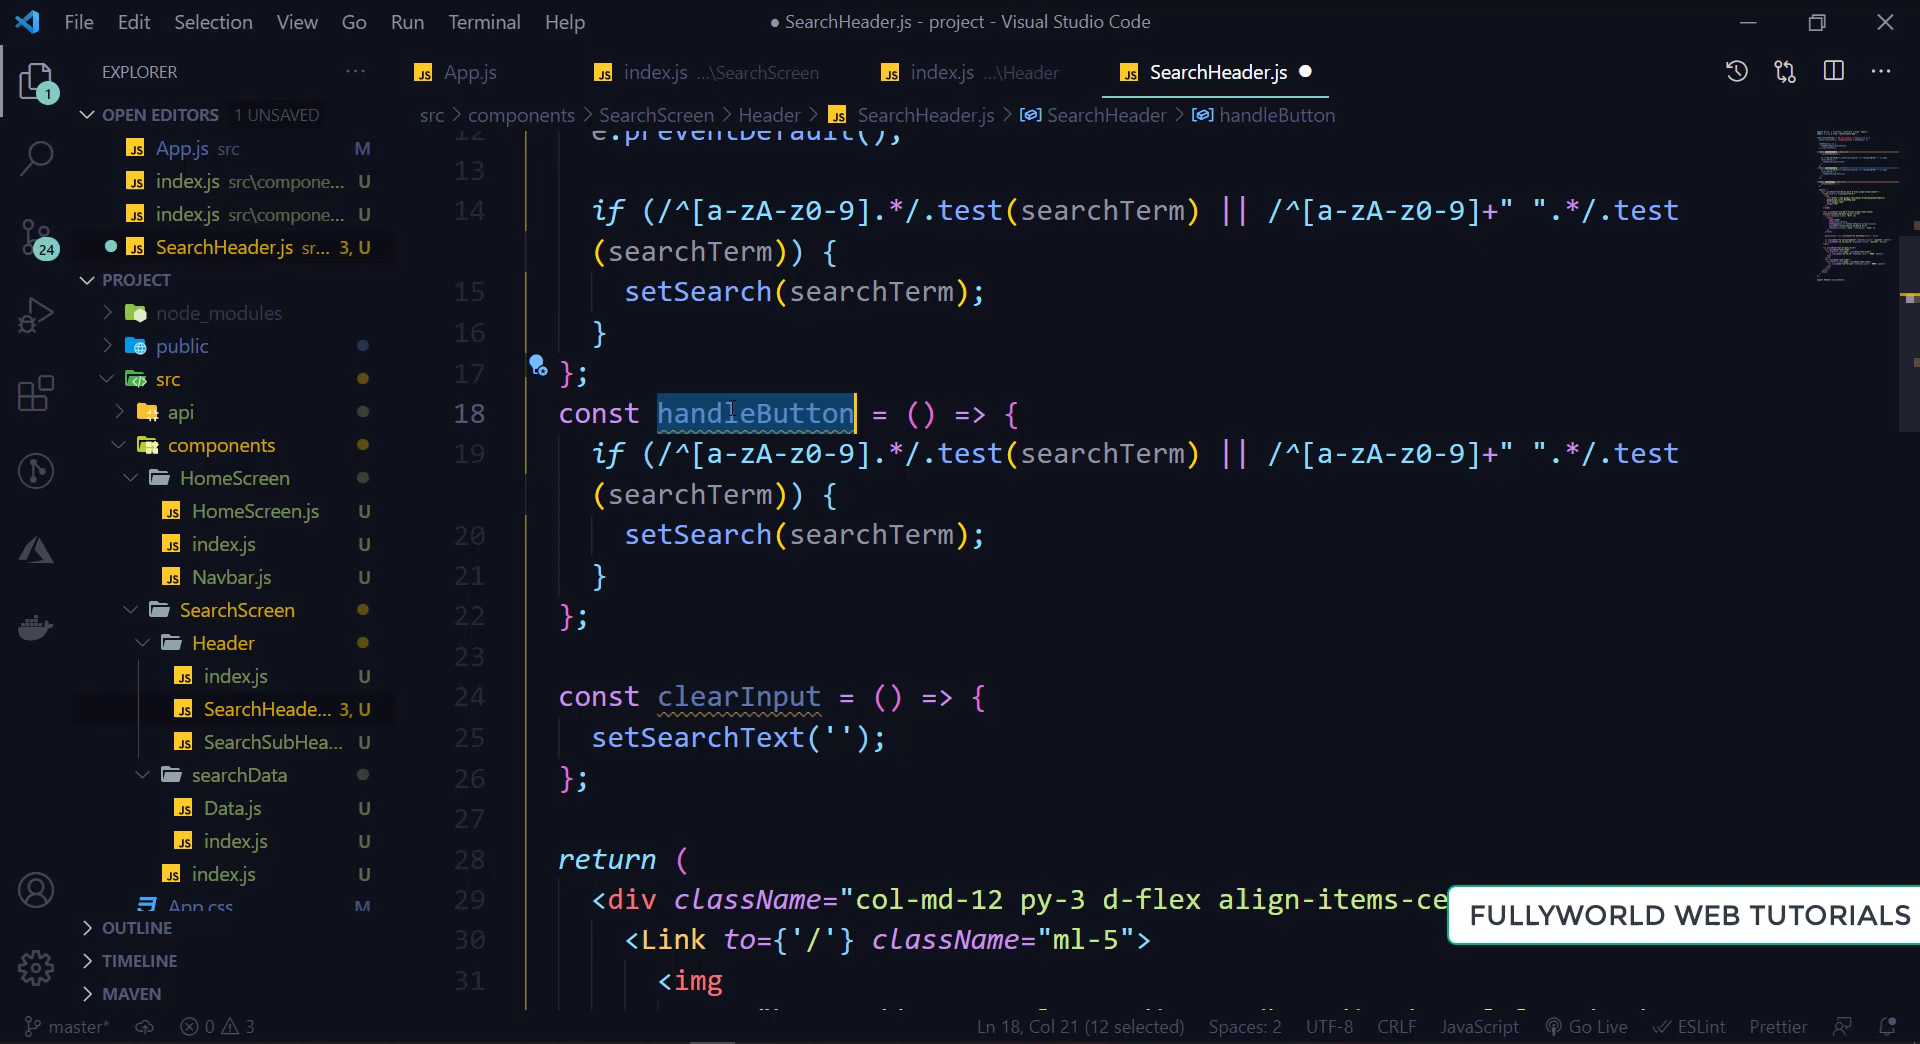 File Edit Selection View Go Run Terminal Help
● SearchHeader.js - project - Visual Studio Code
EXPLORER
App.js
index.js ...\SearchScreen
index.js ...\Header
SearchHeader.js
OPEN EDITORS 1 UNSAVED
src > components > SearchScreen > Header > SearchHeader.js > SearchHeader > handleButton
App.js src M
index.js src\compone... U
index.js src\compone... U
SearchHeader.js sr... 3, U
PROJECT
node_modules
public
src
api
components
HomeScreen
HomeScreen.js U
index.js U
Navbar.js U
SearchScreen
Header
index.js U
SearchHeade... 3, U
SearchSubHea... U
searchData
Data.js U
index.js U
index.js U
App.css M
OUTLINE
TIMELINE
MAVEN
1
24
12 e.preventDefault();
13
14 if (/^[a-zA-z0-9].*/.test(searchTerm) || /^[a-zA-z0-9]+" ".*/.test
(searchTerm)) {
15 setSearch(searchTerm);
16 }
17 };
18 const handleButton = () => {
19 if (/^[a-zA-z0-9].*/.test(searchTerm) || /^[a-zA-z0-9]+" ".*/.test
(searchTerm)) {
20 setSearch(searchTerm);
21 }
22 };
23
24 const clearInput = () => {
25 setSearchText('');
26 };
27
28 return (
29 <div className="col-md-12 py-3 d-flex align-items-ce
30 <Link to={'/'} className="ml-5">
31 <img
FULLYWORLD WEB TUTORIALS
master* 0 3 Ln 18, Col 21 (12 selected) Spaces: 2 UTF-8 CRLF JavaScript Go Live ESLint Prettier